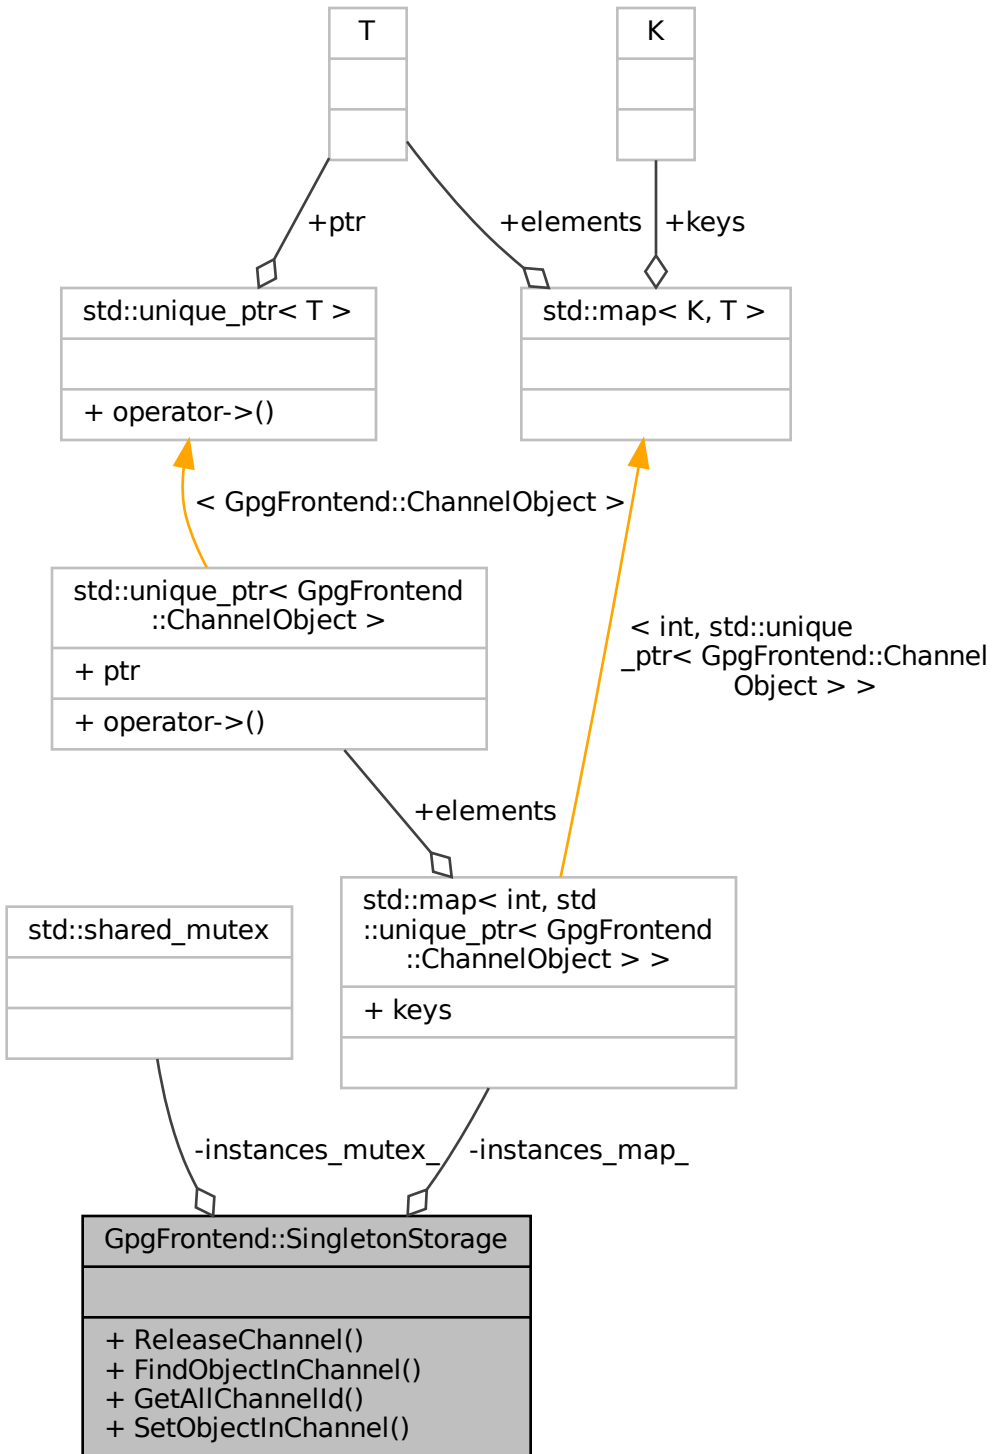 T
K
+ptr
+elements
+keys
std::unique_ptr< T >
+ operator->()
std::map< K, T >
< GpgFrontend::ChannelObject >
std::unique_ptr< GpgFrontend
::ChannelObject >
+ ptr
+ operator->()
< int, std::unique
_ptr< GpgFrontend::Channel
Object > >
+elements
std::shared_mutex
std::map< int, std
::unique_ptr< GpgFrontend
::ChannelObject > >
+ keys
-instances_mutex_
-instances_map_
GpgFrontend::SingletonStorage
+ ReleaseChannel()
+ FindObjectInChannel()
+ GetAllChannelId()
+ SetObjectInChannel()